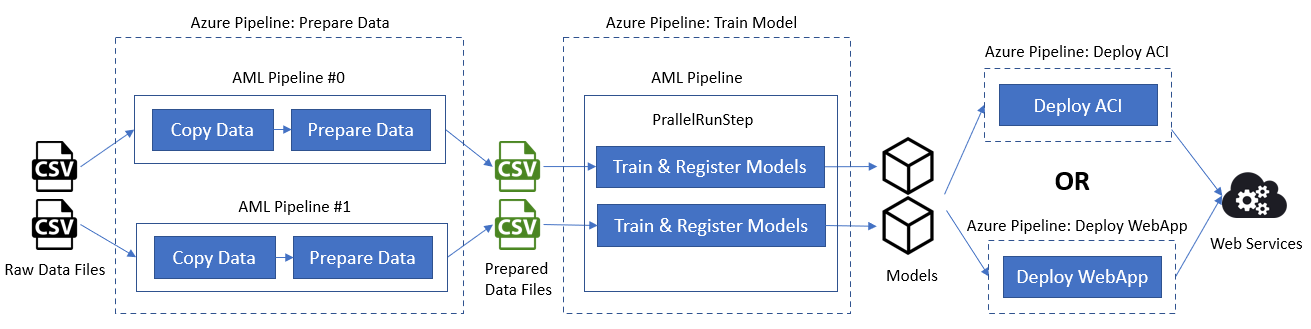 Azure Pipeline: Prepare Data
AML Pipeline #0
Copy Data
Prepare Data
CSV
CSV
Raw Data Files
AML Pipeline #1
Copy Data
Prepare Data
CSV
CSV
Prepared
Data Files
Azure Pipeline: Train Model
AML Pipeline
PrallelRunStep
Train & Register Models
Train & Register Models
Models
Azure Pipeline: Deploy ACI
Deploy ACI
OR
Azure Pipeline: Deploy WebApp
Deploy WebApp
Web Services